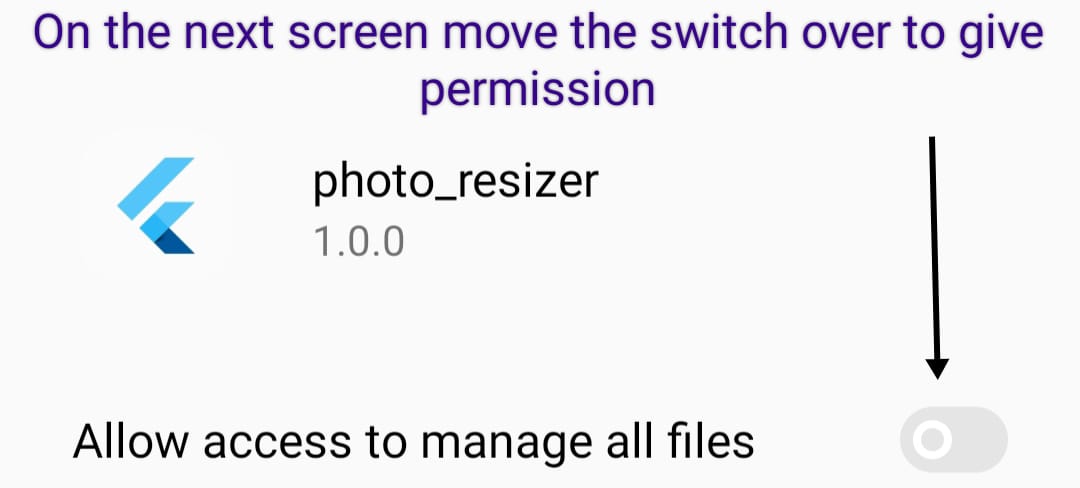 On the next screen move the switch over to give
permission
photo_resizer
1.0.0
Allow access to manage all files